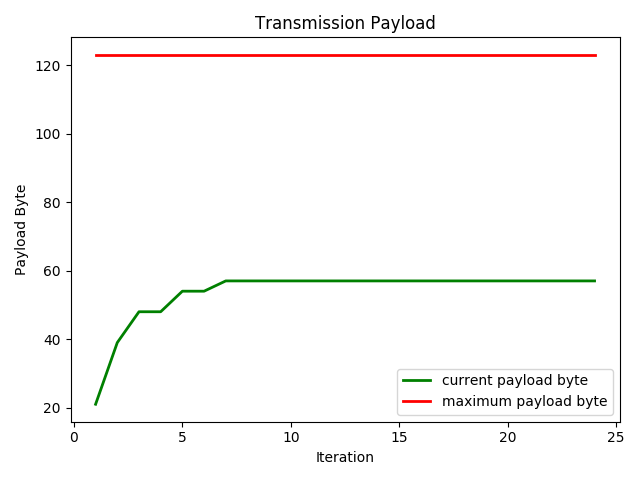 Transmission Payload
120
100
80
60
40
20
Payload Byte
0
5
10
15
20
25
Iteration
current payload byte
maximum payload byte